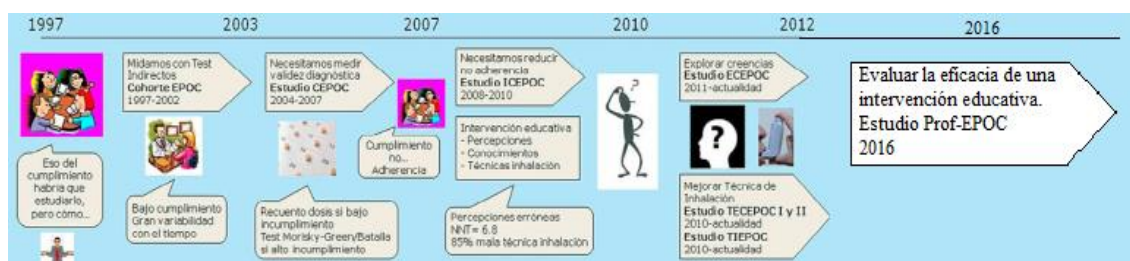 1997
2003
2007
2010
2012
2016
Eso del
cumplimiento
habría que
estudiarlo,
pero cómo...
Midamos con Test
Indirectos
Cohorte EPOC
1997-2002
Bajo cumplimiento
Gran variabilidad
con el tiempo
Necesitamos medir
validez diagnóstica
Estudio CEPOC
2004-2007
Recuento dosis si bajo
incumplimiento
Test Morisky-Green/Batalla
si alto incumplimiento
Cumplimiento
no...
Adherencia
Necesitamos reducir
no adherencia
Estudio ICEPOC
2008-2010
Intervención educativa
- Percepciones
- Conocimientos
- Técnicas inhalación
Percepciones erróneas
NNT= 6.8
85% mala técnica inhalación
?
Explorar creencias
Estudio ECEPOC
2011-actualidad
?
Mejorar Técnica de
Inhalación
Estudio TECEPOC I y II
2010-actualidad
Estudio TIEPOC
2010-actualidad
Evaluar la eficacia de una
intervención educativa.
Estudio Prof-EPOC
2016